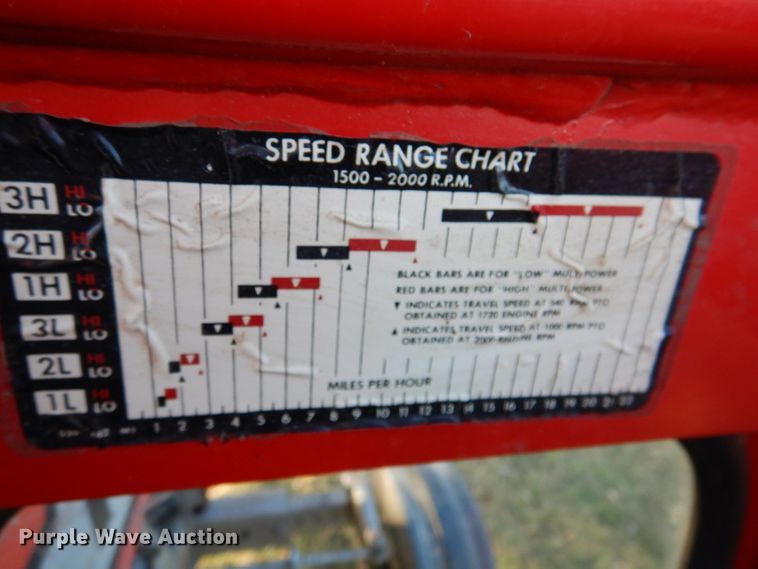 SPEED RANGE CHART
1500 - 2000 R.P.M.
3H HI LO
2H HI LO
1H HI LO
3L HI LO
2L HI LO
1L HI LO
BLACK BARS ARE FOR "LOW" MULTI-POWER
RED BARS ARE FOR "HIGH" MULTI-POWER
▼ INDICATES TRAVEL SPEED AT 540 RPM PTO
OBTAINED AT 1720 ENGINE RPM
▲ INDICATES TRAVEL SPEED AT 1000 RPM PTO
OBTAINED AT 2000 ENGINE RPM
MILES PER HOUR
1 2 3 4 5 6 7 8 9 10 11 12 13 14 15 16 17 18 19 20 21 22
Purple Wave Auction